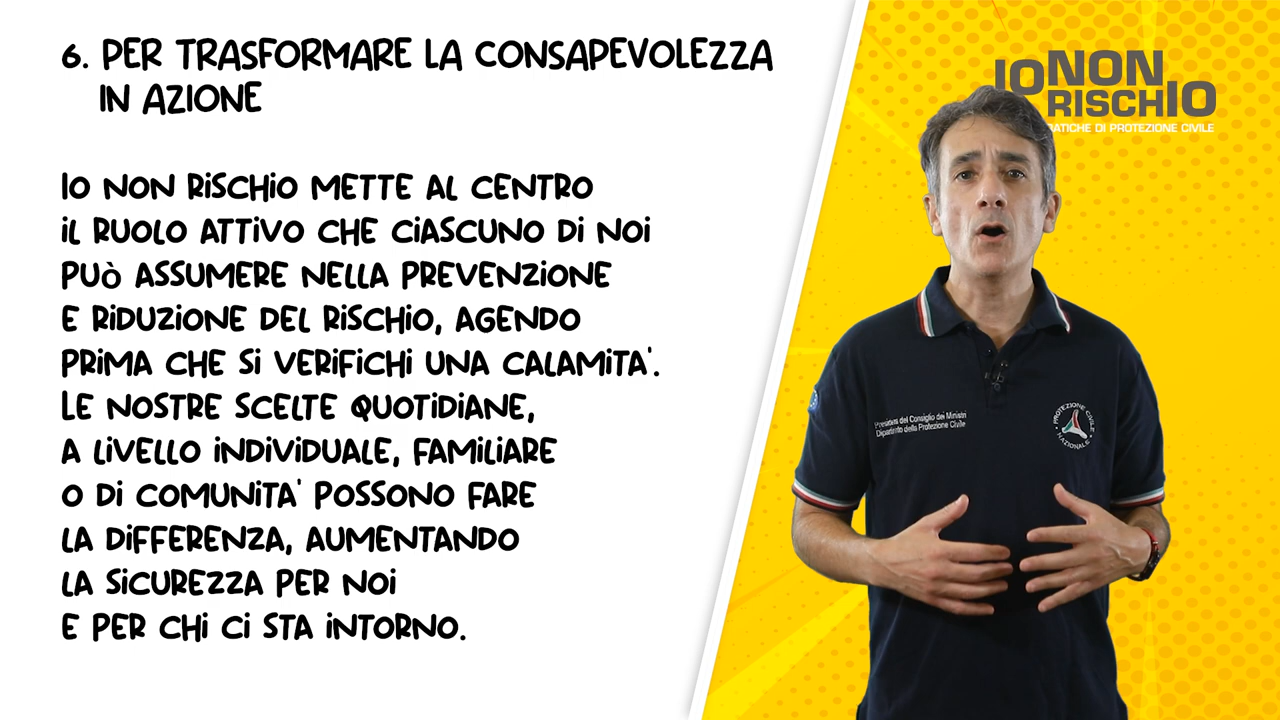 6. PER TRASFORMARE LA CONSAPEVOLEZZA
IN AZIONE
IO NON RISCHIO METTE AL CENTRO
IL RUOLO ATTIVO CHE CIASCUNO DI NOI
PUÒ ASSUMERE NELLA PREVENZIONE
E RIDUZIONE DEL RISCHIO, AGENDO
PRIMA CHE SI VERIFICHI UNA CALAMITA'.
LE NOSTRE SCELTE QUOTIDIANE,
A LIVELLO INDIVIDUALE, FAMILIARE
O DI COMUNITA' POSSONO FARE
LA DIFFERENZA, AUMENTANDO
LA SICUREZZA PER NOI
E PER CHI CI STA INTORNO.
IO NON
RISCHIO
DI PROTEZIONE CIVILE
Presidenza del Consiglio dei Ministri
Dipartimento della Protezione Civile
PROTEZIONE CIVILE
NAZIONALE